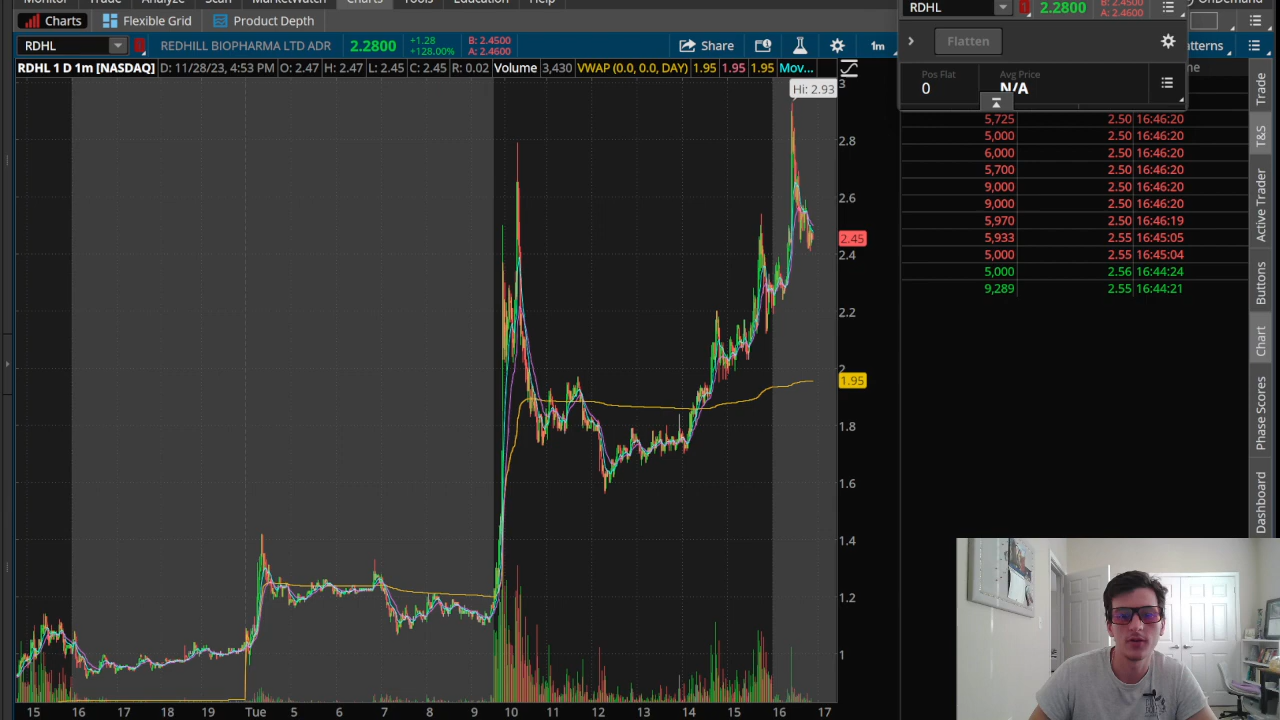 Monitor Trade Analyze Scan MarketWatch Charts Tools Education Help
OnDemand
Charts Flexible Grid Product Depth
RDHL REDHILL BIOPHARMA LTD ADR 2.2800 +1.28 B: 2.4500
+128.00% A: 2.4600
Share 1m
RDHL 1 D 1m [NASDAQ] D: 11/28/23, 4:53 PM O: 2.47 H: 2.47 L: 2.45 C: 2.45 R: 0.02 Volume 3,430 VWAP (0.0, 0.0, DAY) 1.95 1.95 1.95 Mov...
Hi: 2.93
3
2.8
2.6
2.45
2.4
2.2
2
1.95
1.8
1.6
1.4
1.2
1
15 16 17 18 19 Tue 5 6 7 8 9 10 11 12 13 14 15 16 17
RDHL 1 2.2800 B: 2.4500
A: 2.4600
Flatten
Pos Flat Avg Price
0 N/A
5,725 2.50 16:46:20
5,000 2.50 16:46:20
6,000 2.50 16:46:20
5,700 2.50 16:46:20
9,000 2.50 16:46:20
9,000 2.50 16:46:20
5,970 2.50 16:46:19
5,933 2.55 16:45:05
5,000 2.55 16:45:04
5,000 2.56 16:44:24
9,289 2.55 16:44:21
Trade
T&S
Active Trader
Buttons
Chart
Phase Scores
Dashboard